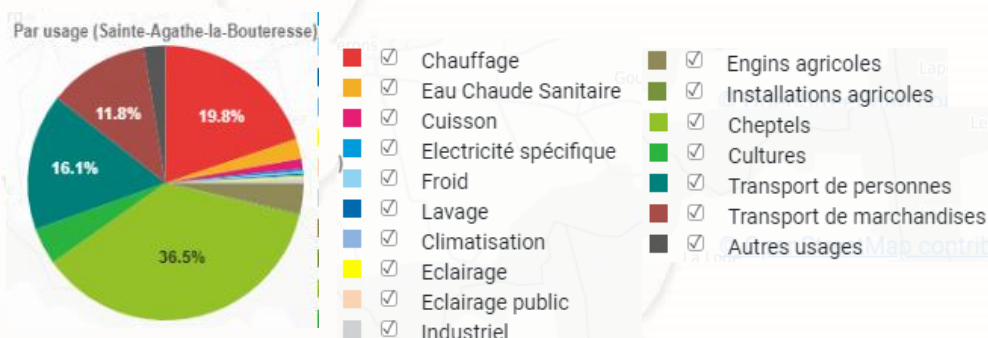 Par usage (Sainte-Agathe-la-Bouteresse)
19.8%
11.8%
16.1%
36.5%
Chauffage
Eau Chaude Sanitaire
Cuisson
Electricité spécifique
Froid
Lavage
Climatisation
Eclairage
Eclairage public
Industriel
Engins agricoles
Installations agricoles
Cheptels
Cultures
Transport de personnes
Transport de marchandises
Autres usages